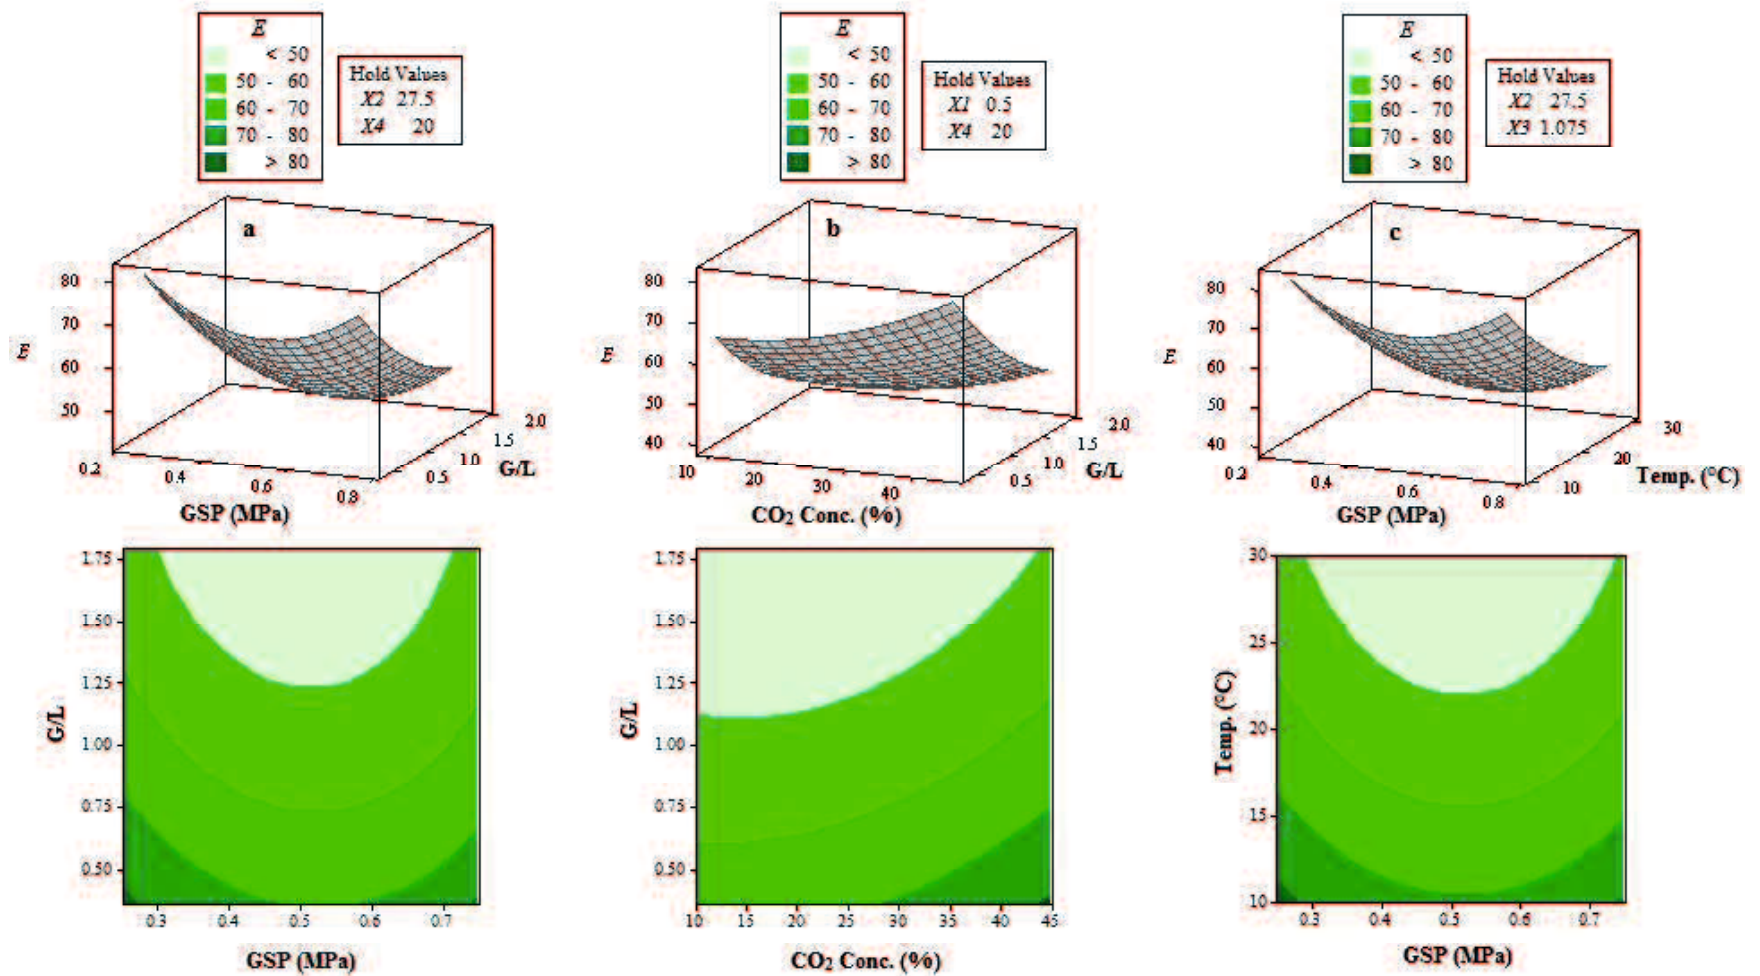 E
< 50
50 - 60
60 - 70
70 - 80
> 80
Hold Values
X2 27.5
X4 20
E
< 50
50 - 60
60 - 70
70 - 80
> 80
Hold Values
X1 0.5
X4 20
E
< 50
50 - 60
60 - 70
70 - 80
> 80
Hold Values
X2 27.5
X3 1.075
a
80
70
60
50
E
0.2
0.4
0.6
0.8
GSP (MPa)
0.5
1.0
1.5
2.0
G/L
b
80
70
60
50
40
E
10
20
30
40
CO₂ Conc. (%)
0.5
1.0
1.5
2.0
G/L
c
80
70
60
50
40
E
0.2
0.4
0.6
0.8
GSP (MPa)
10
20
30
Temp. (°C)
1.75
1.50
1.25
1.00
0.75
0.50
G/L
0.3 0.4 0.5 0.6 0.7
GSP (MPa)
1.75
1.50
1.25
1.00
0.75
0.50
G/L
10 15 20 25 30 35 40 45
CO₂ Conc. (%)
30
25
20
15
10
Temp. (°C)
0.3 0.4 0.5 0.6 0.7
GSP (MPa)